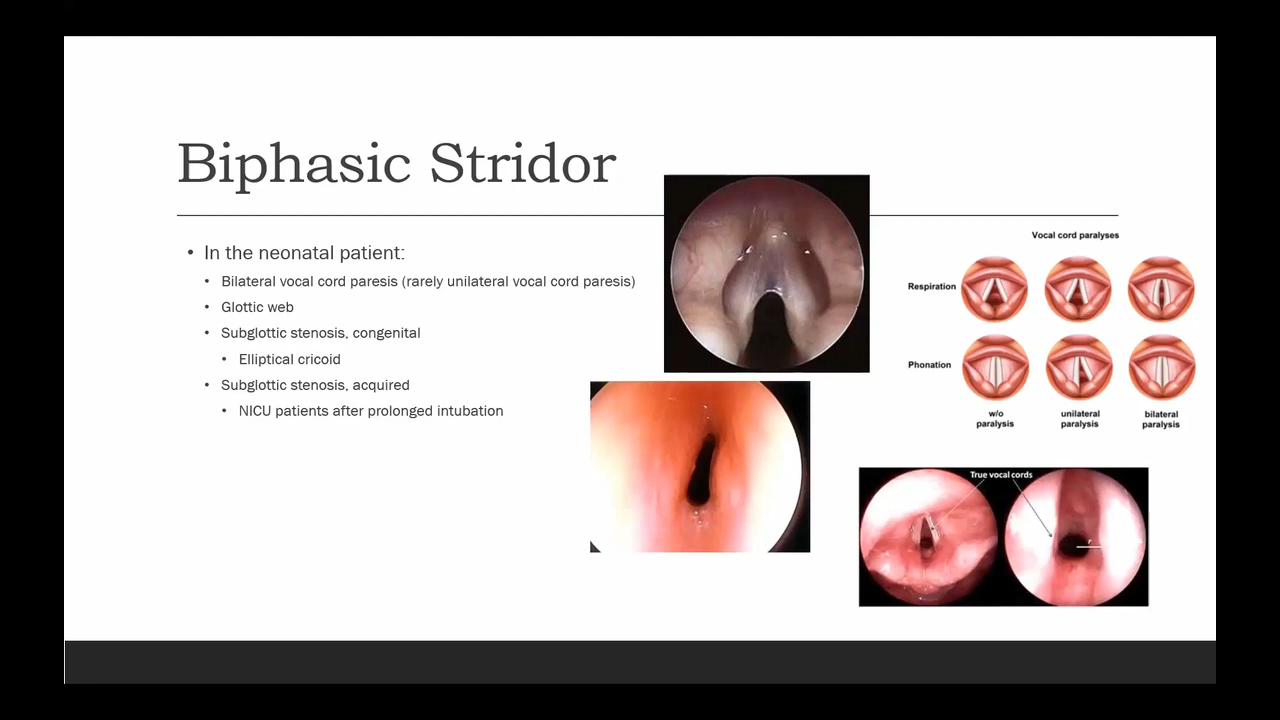 Biphasic Stridor
• In the neonatal patient:
• Bilateral vocal cord paresis (rarely unilateral vocal cord paresis)
• Glottic web
• Subglottic stenosis, congenital
• Elliptical cricoid
• Subglottic stenosis, acquired
• NICU patients after prolonged intubation
Vocal cord paralyses
Respiration
Phonation
w/o
paralysis
unilateral
paralysis
bilateral
paralysis
True vocal cords